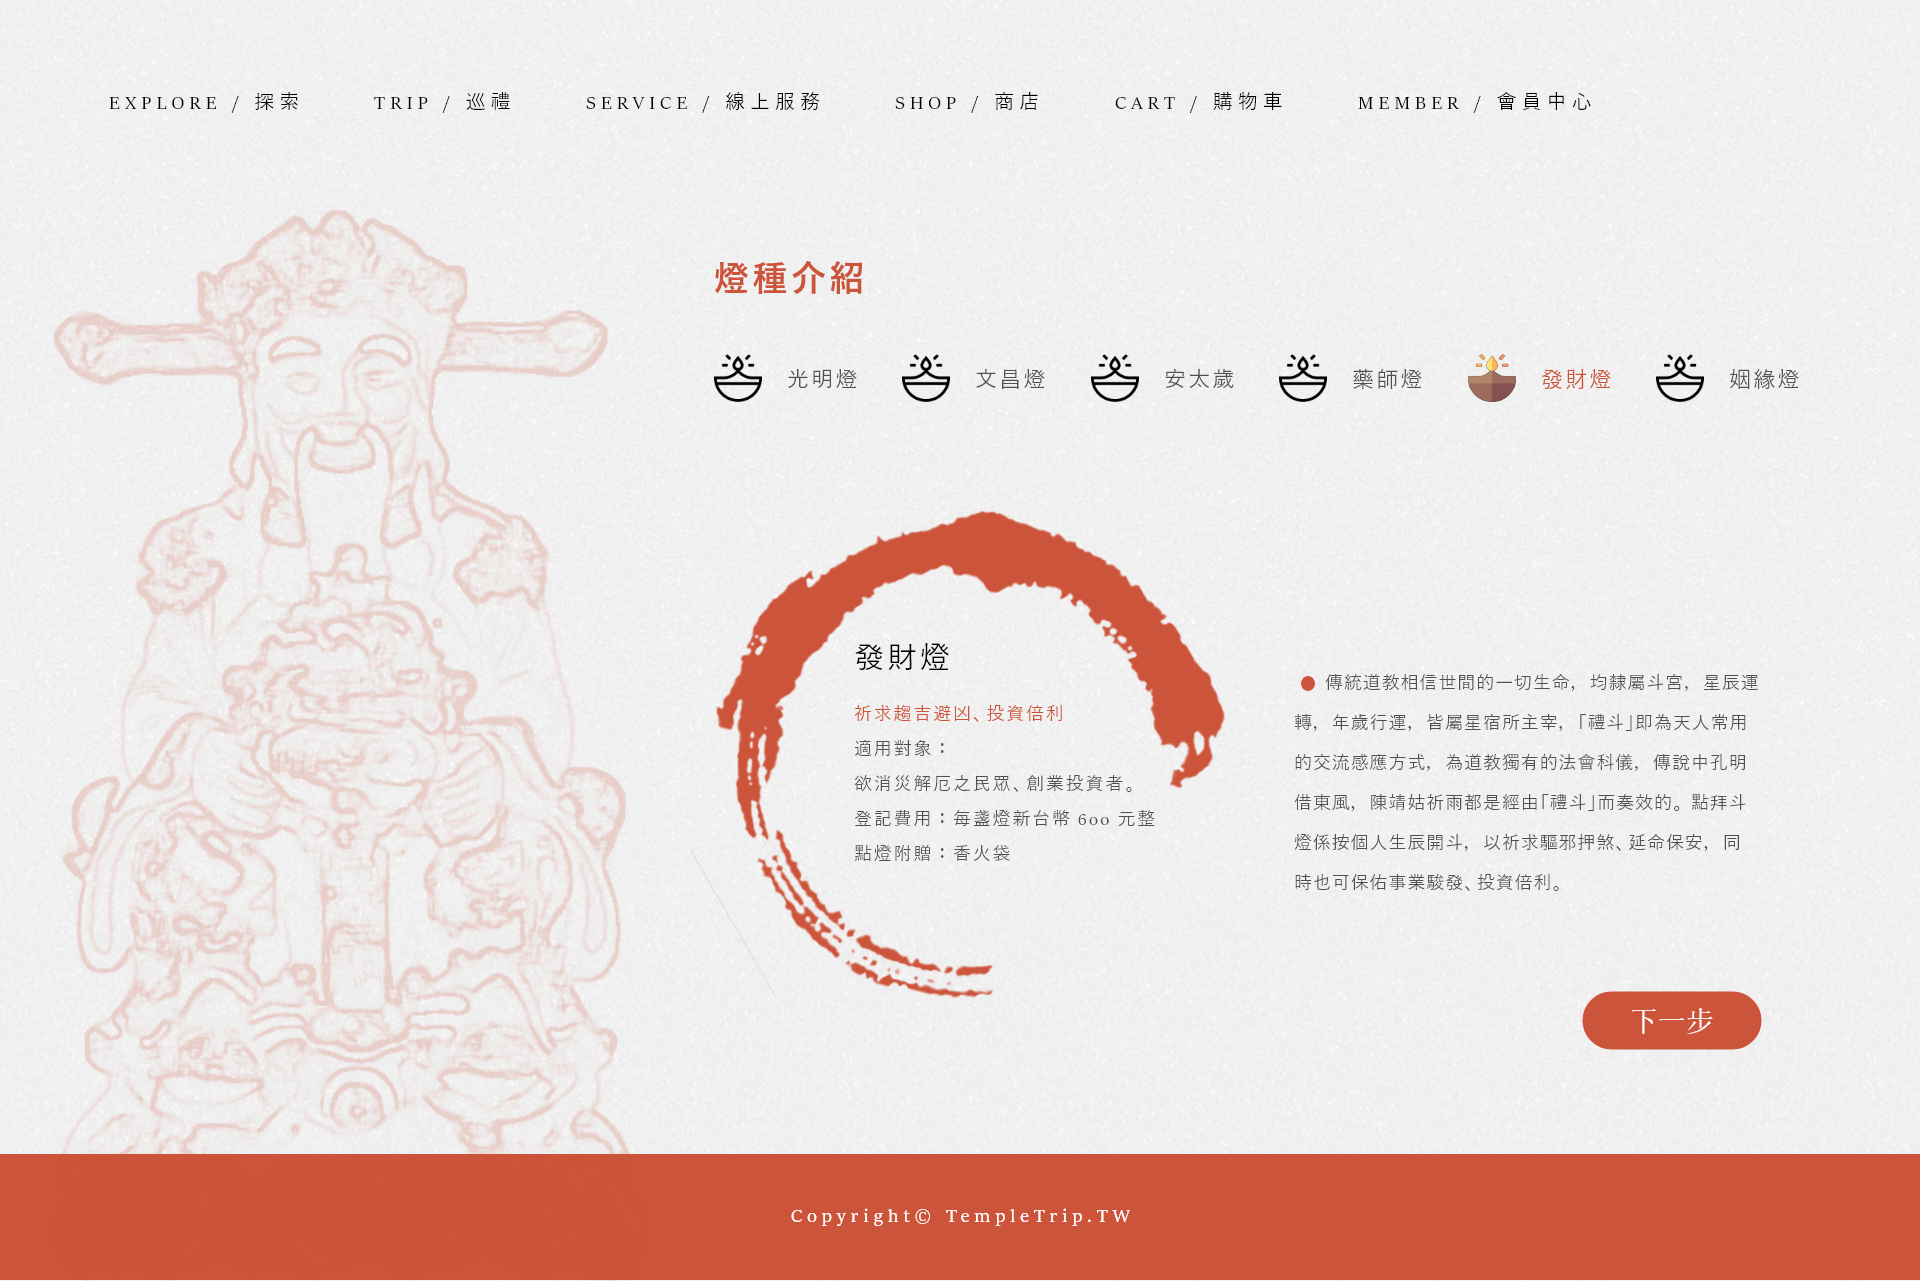 EXPLORE / 探索 TRIP / 巡禮 SERVICE / 線上服務 SHOP / 商店 CART / 購物車 MEMBER / 會員中心
燈種介紹
光明燈 文昌燈 安太歲 藥師燈 發財燈 姻緣燈
發財燈
祈求趨吉避凶、投資倍利
適用對象：
欲消災解厄之民眾、創業投資者。
登記費用：每盞燈新台幣 600 元整
點燈附贈：香火袋
傳統道教相信世間的一切生命，均隸屬斗宮，星辰運
轉，年歲行運，皆屬星宿所主宰，「禮斗」即為天人常用
的交流感應方式，為道教獨有的法會科儀，傳說中孔明
借東風，陳靖姑祈雨都是經由「禮斗」而奏效的。點拜斗
燈係按個人生辰開斗，以祈求驅邪押煞、延命保安，同
時也可保佑事業駿發、投資倍利。
下一步
Copyright© TempleTrip.TW